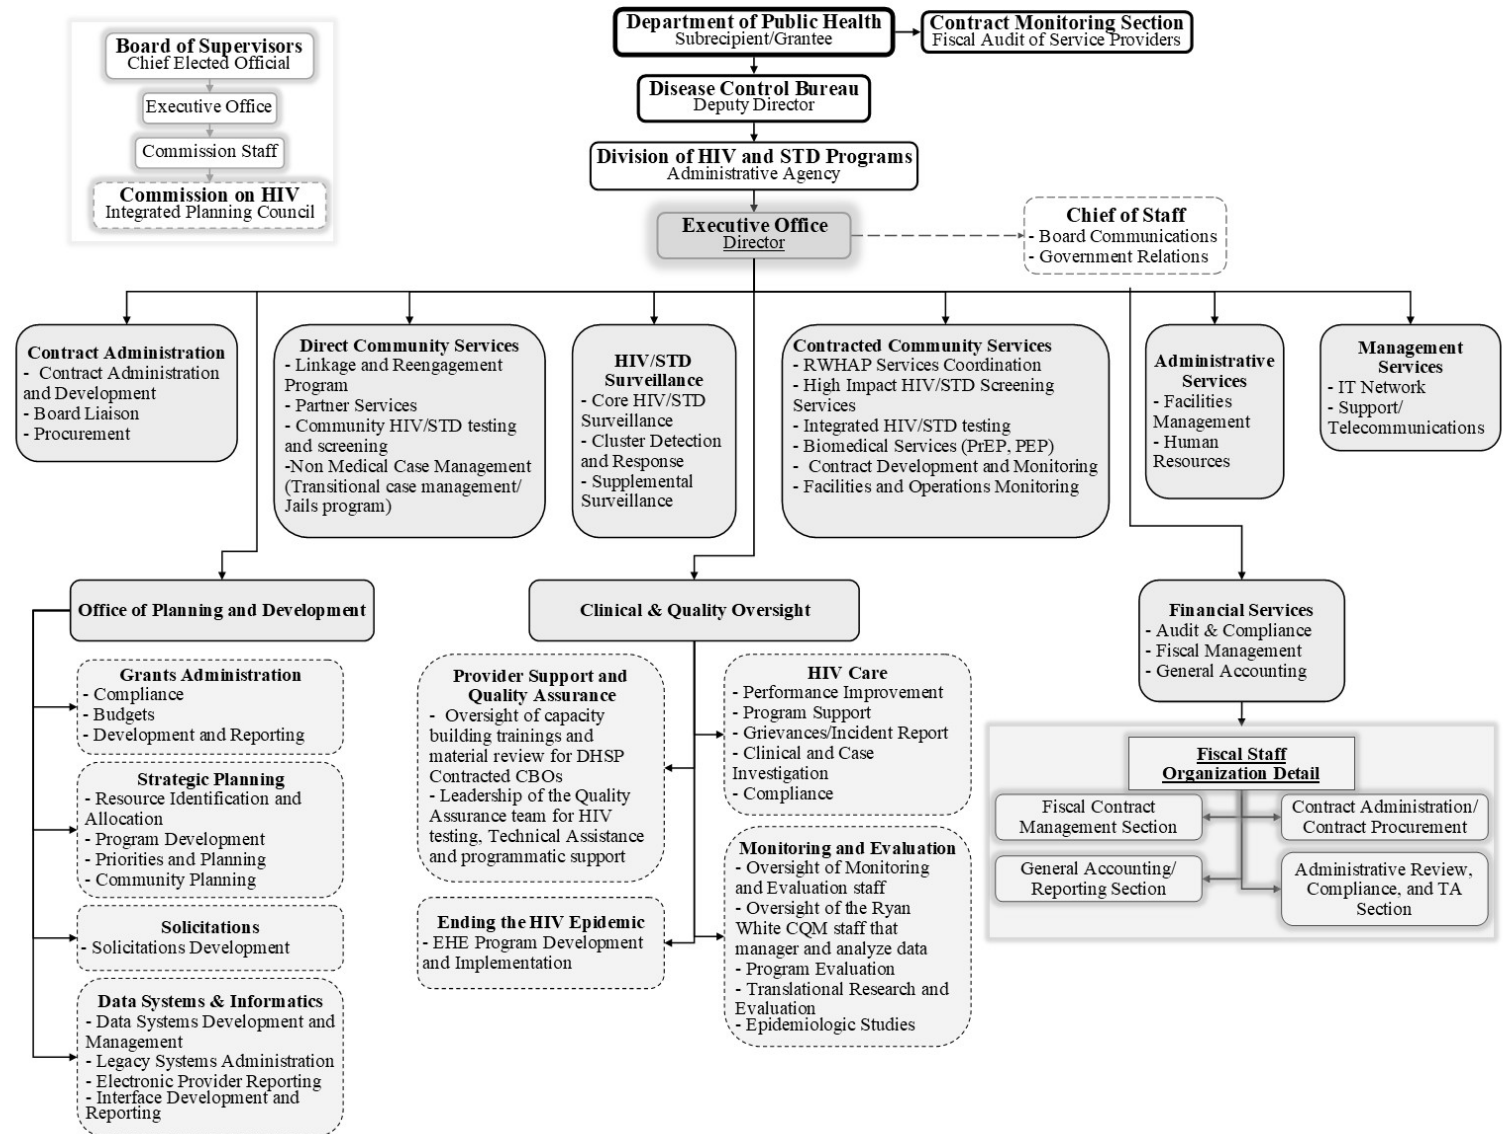 Board of Supervisors
Chief Elected Official
Executive Office
Commission Staff
Commission on HIV
Integrated Planning Council
Department of Public Health
Subrecipient/Grantee
Contract Monitoring Section
Fiscal Audit of Service Providers
Disease Control Bureau
Deputy Director
Division of HIV and STD Programs
Administrative Agency
Executive Office
Director
Chief of Staff
- Board Communications
- Government Relations
Contract Administration
- Contract Administration
and Development
- Board Liaison
- Procurement
Direct Community Services
- Linkage and Reengagement
Program
- Partner Services
- Community HIV/STD testing
and screening
-Non Medical Case Management
(Transitional case management/
Jails program)
HIV/STD
Surveillance
- Core HIV/STD
Surveillance
- Cluster Detection
and Response
- Supplemental
Surveillance
Contracted Community Services
- RWHAP Services Coordination
- High Impact HIV/STD Screening
Services
- Integrated HIV/STD testing
- Biomedical Services (PrEP, PEP)
- Contract Development and Monitoring
- Facilities and Operations Monitoring
Administrative
Services
- Facilities
Management
- Human
Resources
Management
Services
- IT Network
- Support/
Telecommunications
Office of Planning and Development
Grants Administration
- Compliance
- Budgets
- Development and Reporting
Strategic Planning
- Resource Identification and
Allocation
- Program Development
- Priorities and Planning
- Community Planning
Solicitations
- Solicitations Development
Data Systems & Informatics
- Data Systems Development and
Management
- Legacy Systems Administration
- Electronic Provider Reporting
- Interface Development and
Reporting
Clinical & Quality Oversight
Provider Support and
Quality Assurance
- Oversight of capacity
building trainings and
material review for DHSP
Contracted CBOs
- Leadership of the Quality
Assurance team for HIV
testing, Technical Assistance
and programmatic support
Ending the HIV Epidemic
- EHE Program Development
and Implementation
HIV Care
- Performance Improvement
- Program Support
- Grievances/Incident Report
- Clinical and Case
Investigation
- Compliance
Monitoring and Evaluation
- Oversight of Monitoring
and Evaluation staff
- Oversight of the Ryan
White CQM staff that
manager and analyze data
- Program Evaluation
- Translational Research and
Evaluation
- Epidemiologic Studies
Financial Services
- Audit & Compliance
- Fiscal Management
- General Accounting
Fiscal Staff
Organization Detail
Fiscal Contract
Management Section
Contract Administration/
Contract Procurement
General Accounting/
Reporting Section
Administrative Review,
Compliance, and TA
Section